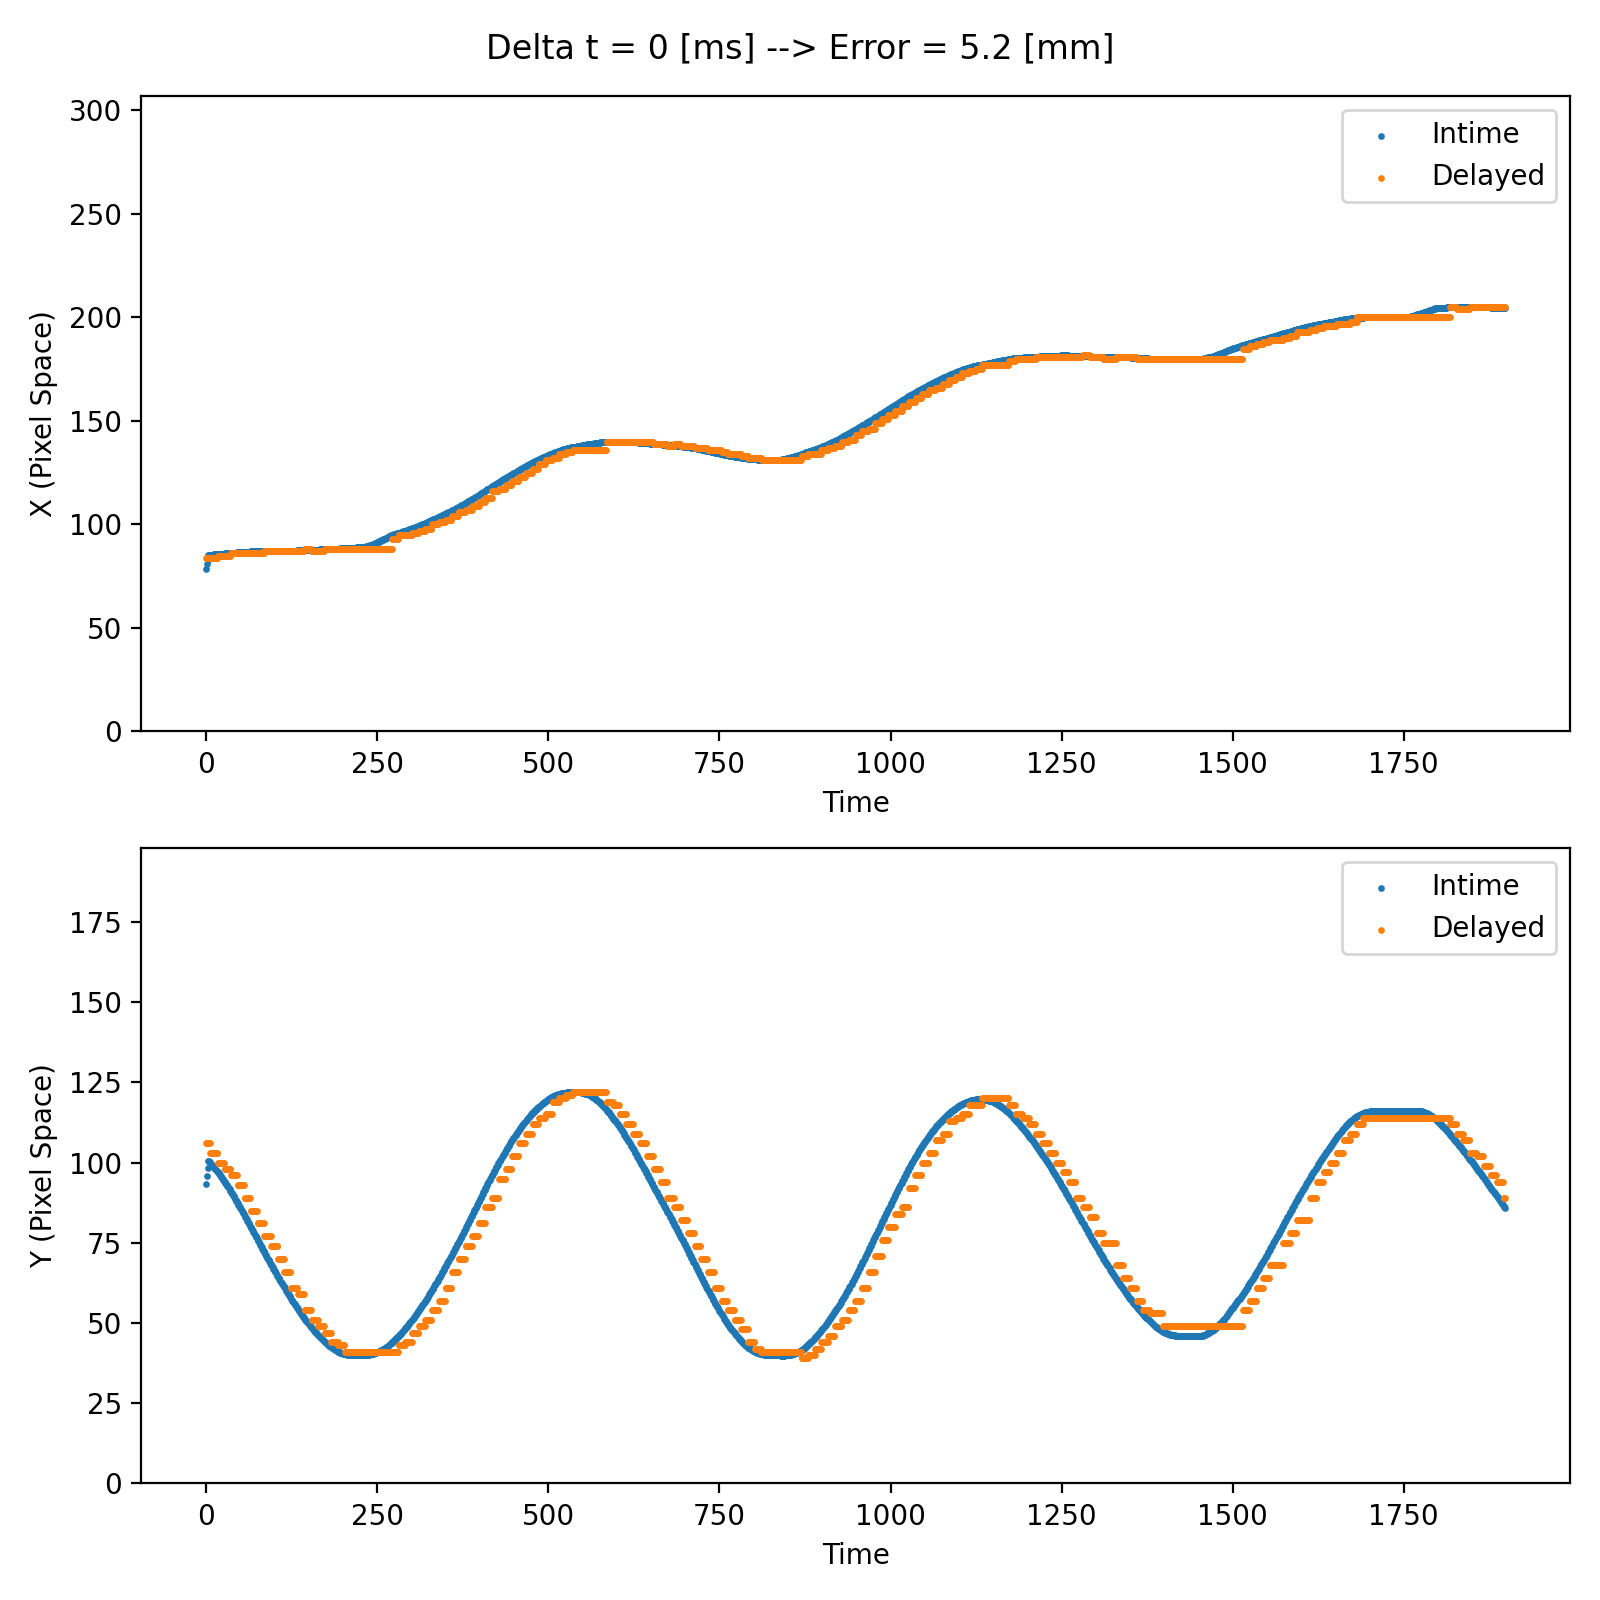 Delta t = 0 [ms] --> Error = 5.2 [mm]
300
250
200
150
100
50
0
X (Pixel Space)
Intime
Delayed
0 250 500 750 1000 1250 1500 1750
Time
175
150
125
100
75
50
25
0
Y (Pixel Space)
Intime
Delayed
0 250 500 750 1000 1250 1500 1750
Time